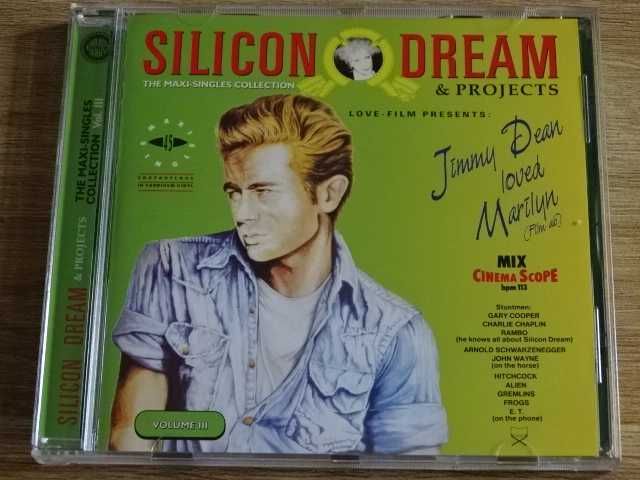 SILICON DREAM
THE MAXI-SINGLES COLLECTION
& PROJECTS
LOVE-FILM PRESENTS:
Jimmy Dean
loved
Marilyn
(Film ab)
MAXI
45
SINGLE
MIX
CINEMA SCOPE
bpm 113
Stuntmen:
GARY COOPER
CHARLIE CHAPLIN
RAMBO
(he knows all about Silicon Dream)
ARNOLD SCHWARZENEGGER
JOHN WAYNE
(on the horse)
HITCHCOCK
ALIEN
GREMLINS
FROGS
E. T.
(on the phone)
VOLUME III
SILICON DREAM & PROJECTS
THE MAXI-SINGLES
COLLECTION VOL. III